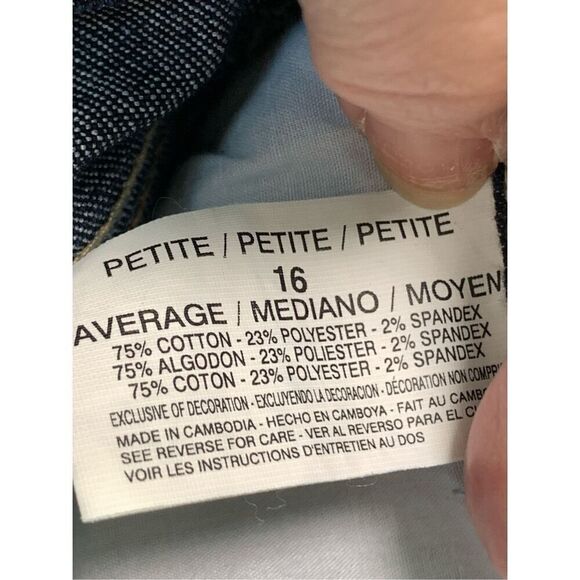 PETITE / PETITE / PETITE
16
AVERAGE / MEDIANO / MOYEN
75% COTTON - 23% POLYESTER - 2% SPANDEX
75% ALGODON - 23% POLIESTER - 2% SPANDEX
75% COTON - 23% POLYESTER - 2% SPANDEX
EXCLUSIVE OF DECORATION - EXCLUYENDO LA DECORACION - DÉCORATION NON
MADE IN CAMBODIA - HECHO EN CAMBOYA - FAIT AU
SEE REVERSE FOR CARE - VER AL REVERSO PARA EL
VOIR LES INSTRUCTIONS D'ENTRETIEN AU DOS